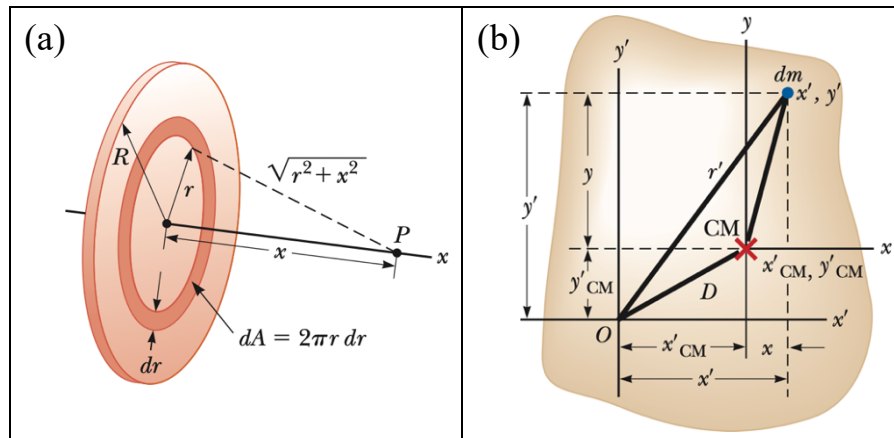 (a)
R
r
√r² + x²
P
x
x
dA = 2πr dr
dr
(b)
y
y′
dm
x′, y′
r′
y
y′
CM
x
y′CM
x′CM, y′CM
D
O
x′
x′CM
x
x′